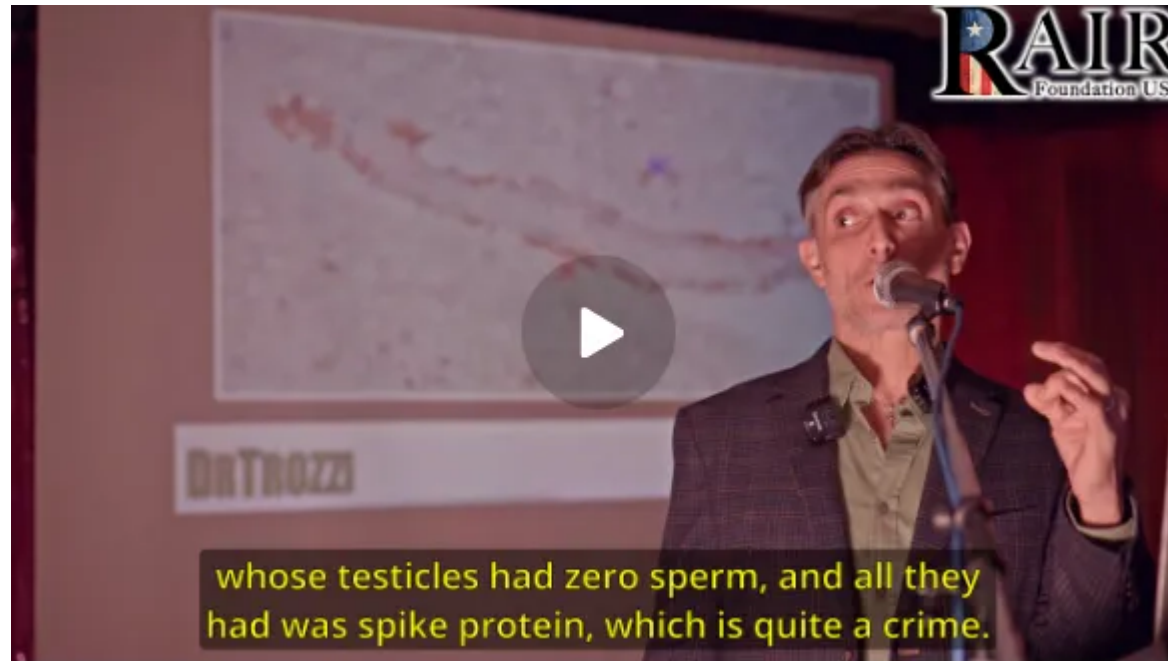 RAIR
Foundation US
DRTROZZI
whose testicles had zero sperm, and all they
had was spike protein, which is quite a crime.